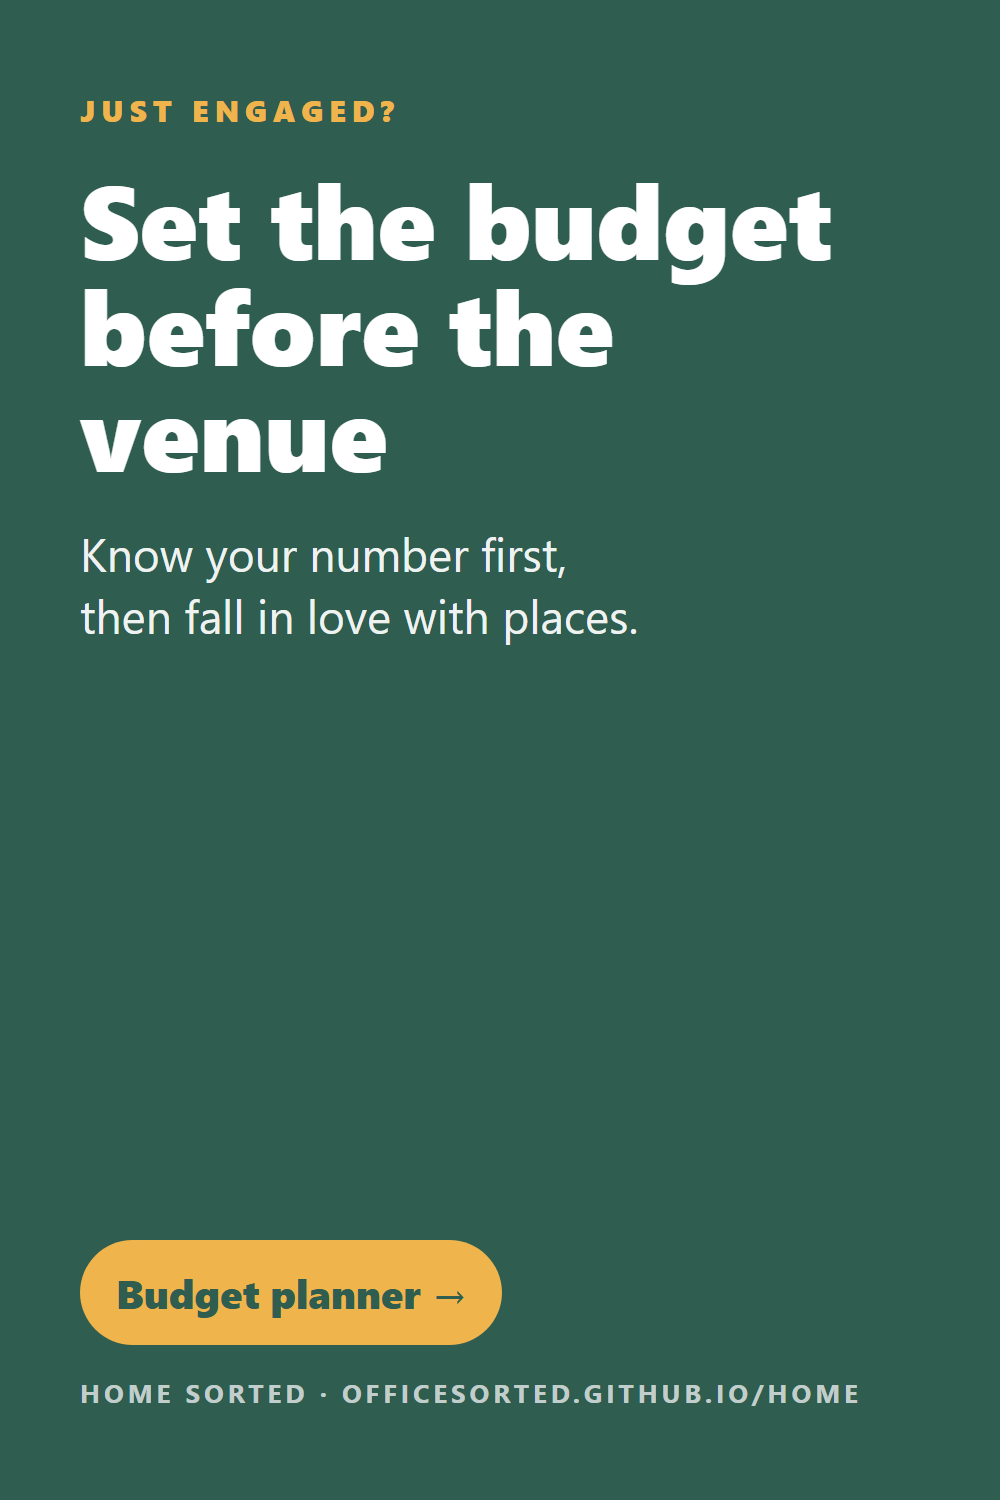 JUST ENGAGED?
Set the budget
before the
venue
Know your number first,
then fall in love with places.
Budget planner →
HOME SORTED · OFFICESORTED.GITHUB.IO/HOME